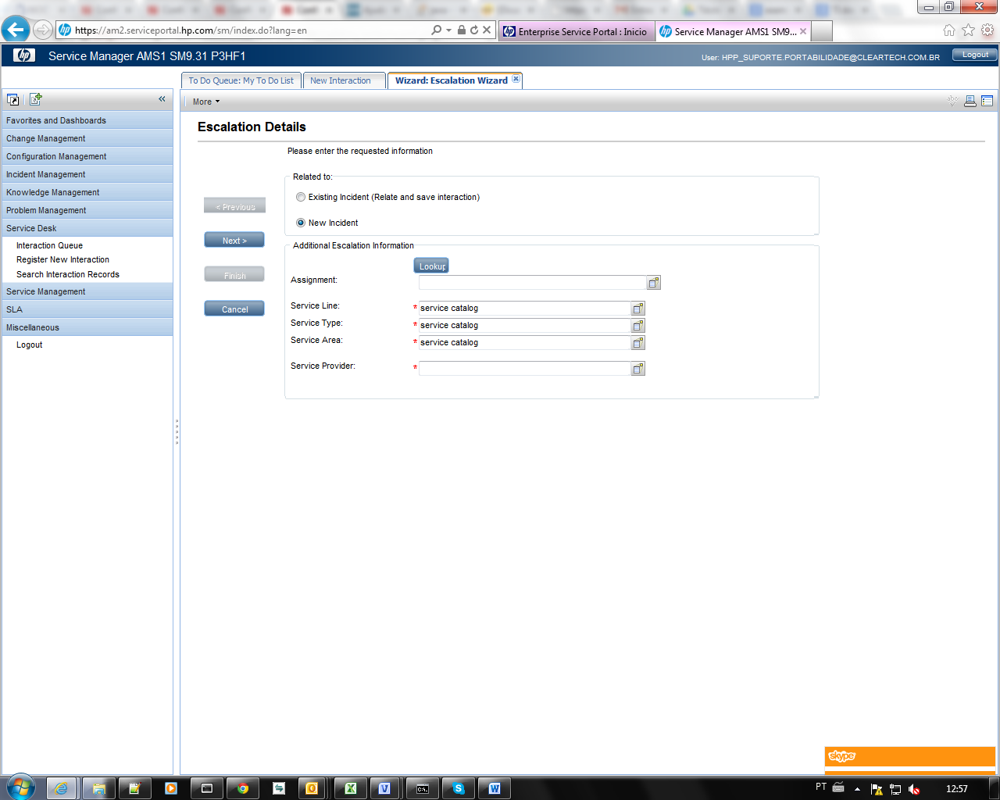 https://am2.serviceportal.hp.com/sm/index.do?lang=en
Enterprise Service Portal : Inicio
Service Manager AMS1 SM9...
hp
Service Manager AMS1 SM9.31 P3HF1
User: HPP_SUPORTE.PORTABILIDADE@CLEARTECH.COM.BR
Logout
To Do Queue: My To Do List
New Interaction
Wizard: Escalation Wizard
More
Favorites and Dashboards
Change Management
Configuration Management
Incident Management
Knowledge Management
Problem Management
Service Desk
Interaction Queue
Register New Interaction
Search Interaction Records
Service Management
SLA
Miscellaneous
Logout
Escalation Details
Please enter the requested information
< Previous
Next >
Finish
Cancel
Related to:
Existing Incident (Relate and save interaction)
New Incident
Additional Escalation Information
Lookup
Assignment:
Service Line: * service catalog
Service Type: * service catalog
Service Area: * service catalog
Service Provider: *
skype
PT
12:57